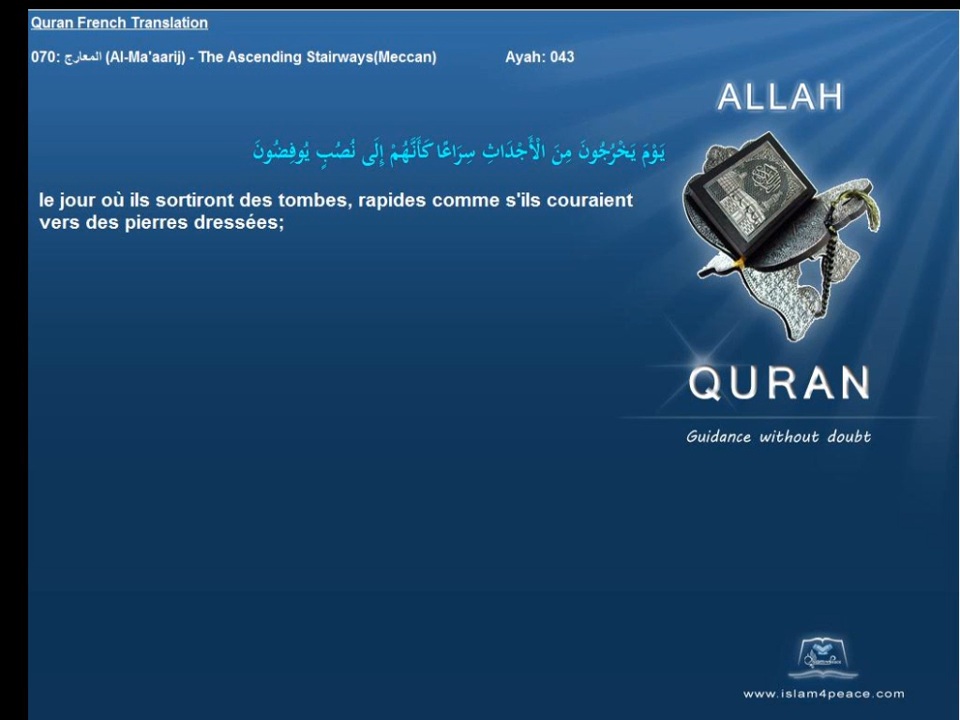 Quran French Translation
070: المعارج (Al-Ma'aarij) - The Ascending Stairways(Meccan) Ayah: 043
ALLAH
يَوْمَ يَخْرُجُونَ مِنَ الْأَجْدَاثِ سِرَاعًا كَأَنَّهُمْ إِلَى نُصُبٍ يُوفِضُونَ
le jour où ils sortiront des tombes, rapides comme s'ils couraient
vers des pierres dressées;
QURAN
Guidance without doubt
www.islam4peace.com